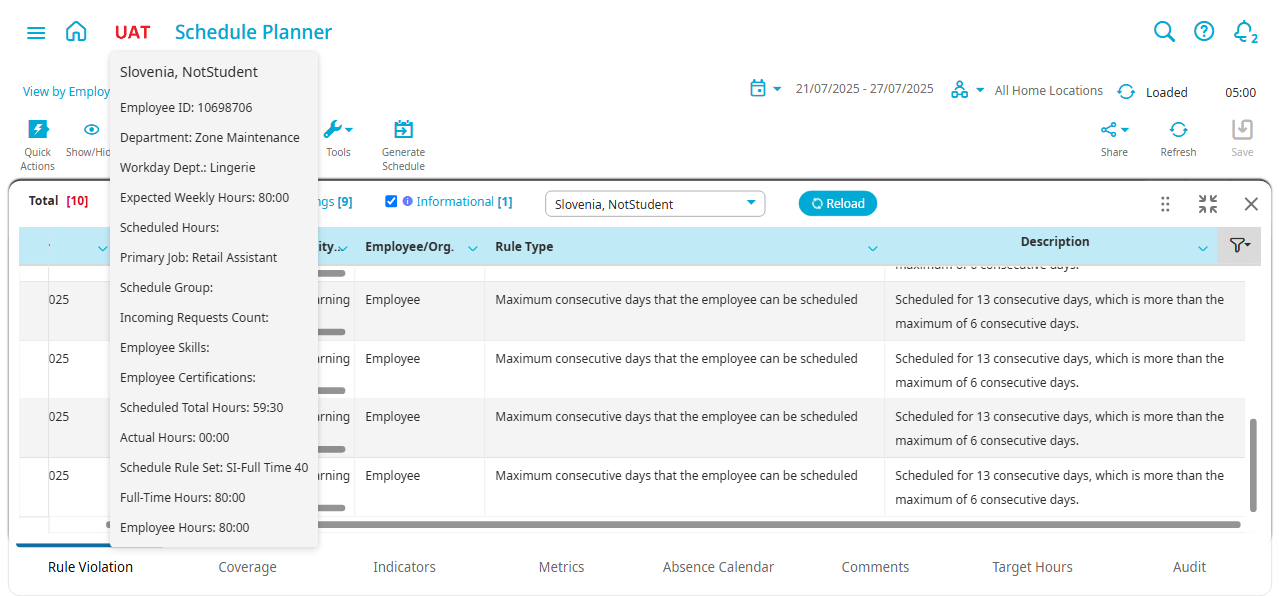 UAT Schedule Planner
2
View by Employ
21/07/2025 - 27/07/2025
All Home Locations
Loaded
05:00
Quick Actions
Show/Hid
Tools
Generate Schedule
Share
Refresh
Save
Slovenia, NotStudent
Employee ID: 10698706
Department: Zone Maintenance
Workday Dept.: Lingerie
Expected Weekly Hours: 80:00
Scheduled Hours:
Primary Job: Retail Assistant
Schedule Group:
Incoming Requests Count:
Employee Skills:
Employee Certifications:
Scheduled Total Hours: 59:30
Actual Hours: 00:00
Schedule Rule Set: SI-Full Time 40
Full-Time Hours: 80:00
Employee Hours: 80:00
Total [10]
ngs [9]
Informational [1]
Slovenia, NotStudent
Reload
ity...
Employee/Org.
Rule Type
Description
maximum of 6 consecutive days.
025
arning
Employee
Maximum consecutive days that the employee can be scheduled
Scheduled for 13 consecutive days, which is more than the
maximum of 6 consecutive days.
025
arning
Employee
Maximum consecutive days that the employee can be scheduled
Scheduled for 13 consecutive days, which is more than the
maximum of 6 consecutive days.
025
arning
Employee
Maximum consecutive days that the employee can be scheduled
Scheduled for 13 consecutive days, which is more than the
maximum of 6 consecutive days.
025
arning
Employee
Maximum consecutive days that the employee can be scheduled
Scheduled for 13 consecutive days, which is more than the
maximum of 6 consecutive days.
Rule Violation
Coverage
Indicators
Metrics
Absence Calendar
Comments
Target Hours
Audit